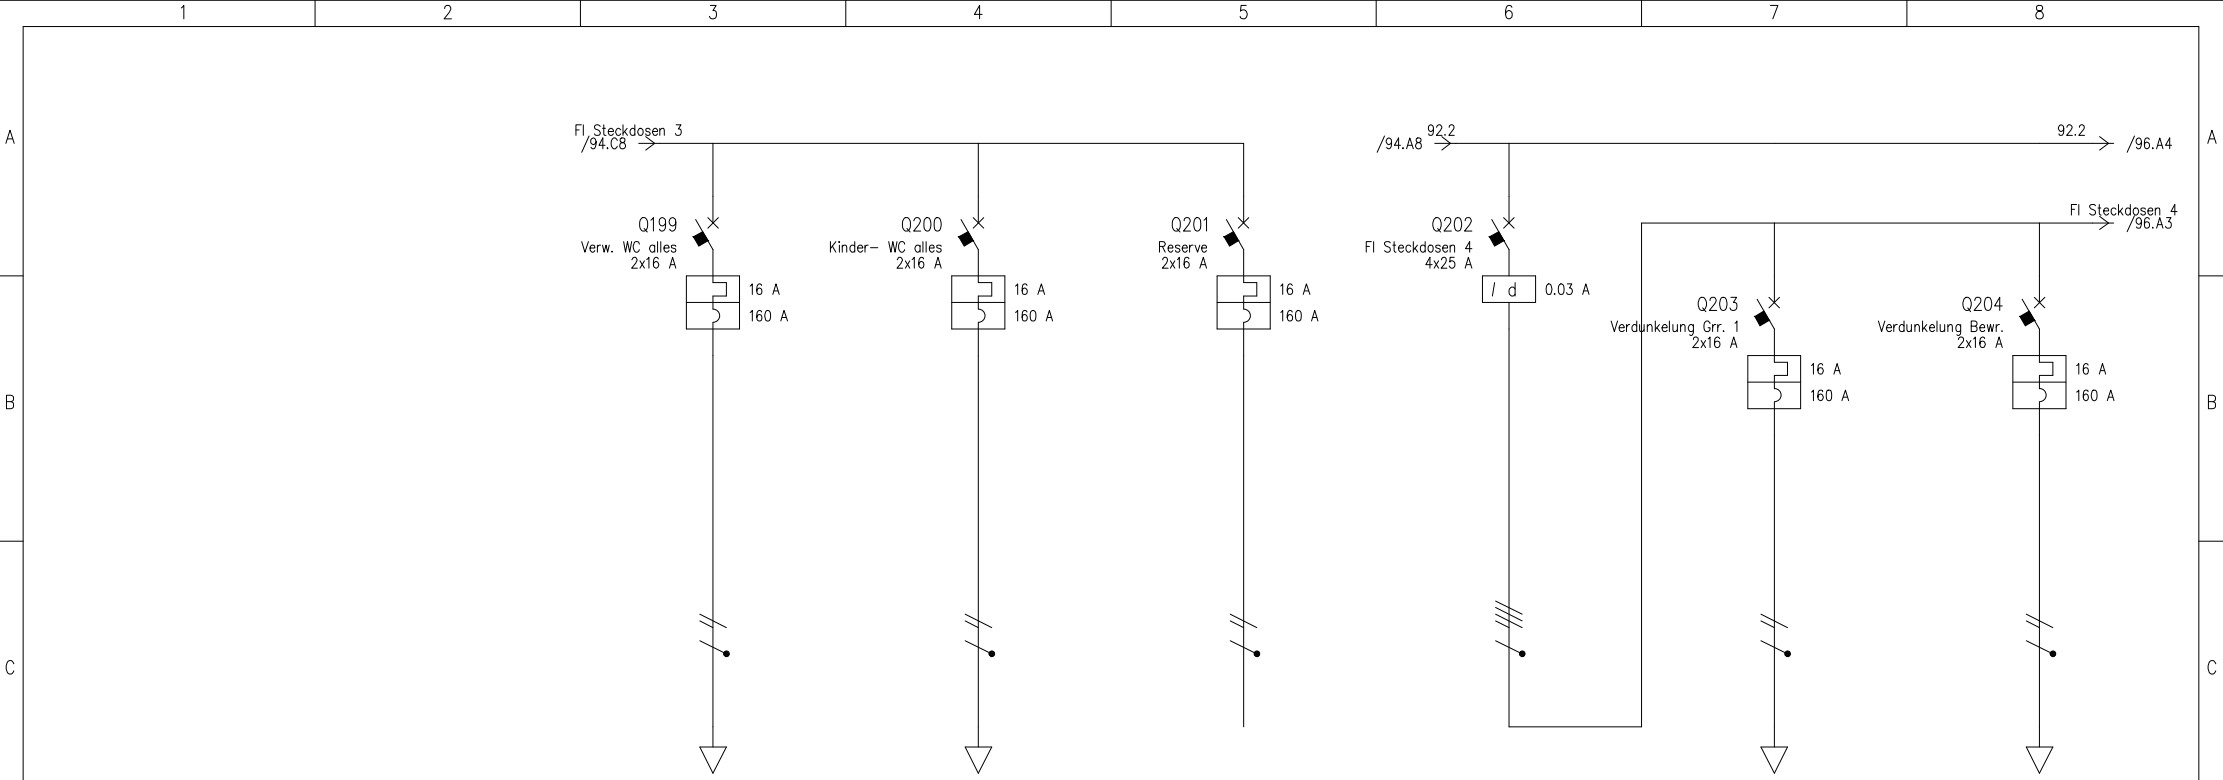 1 2 3 4 5 6 7 8
A
A
FI Steckdosen 3
/94.C8
92.2
/94.A8
92.2
/96.A4
FI Steckdosen 4
/96.A3
Q199
Verw. WC alles
2x16 A
16 A
160 A
Q200
Kinder- WC alles
2x16 A
16 A
160 A
Q201
Reserve
2x16 A
16 A
160 A
Q202
FI Steckdosen 4
4x25 A
I d
0.03 A
Q203
Verdunkelung Grr. 1
2x16 A
16 A
160 A
Q204
Verdunkelung Bewr.
2x16 A
16 A
160 A
B
B
C
C